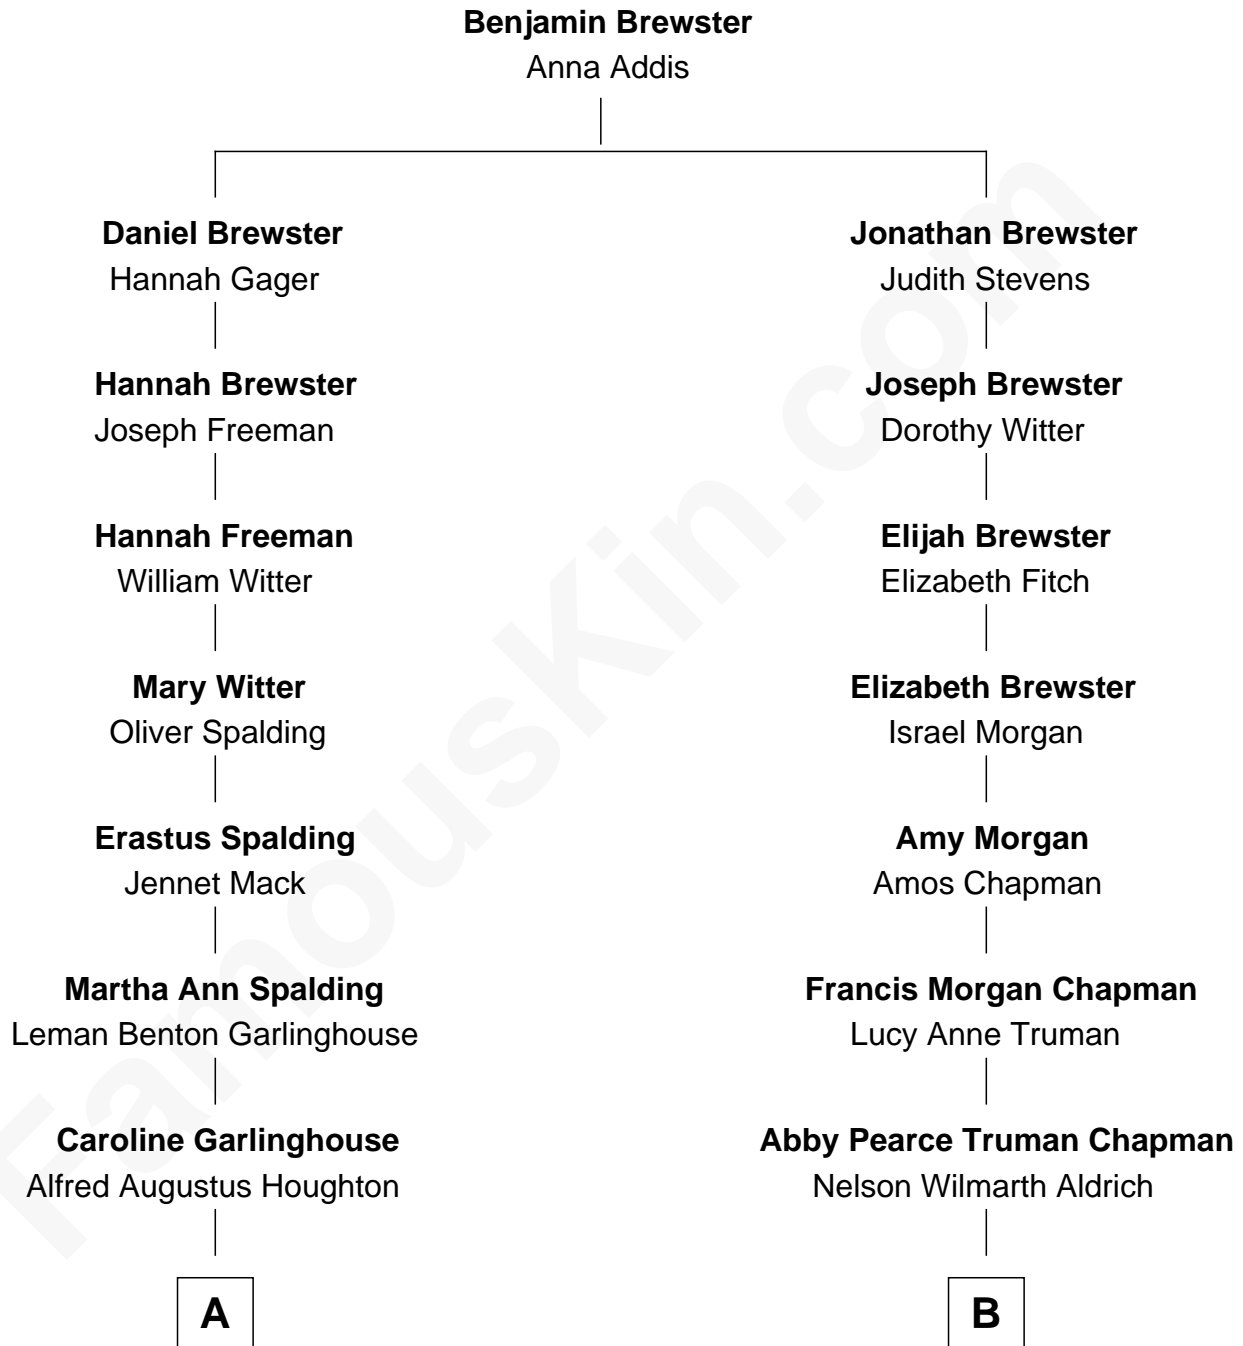 Benjamin Brewster
Anna Addis
Daniel Brewster
Hannah Gager
Hannah Brewster
Joseph Freeman
Hannah Freeman
William Witter
Mary Witter
Oliver Spalding
Erastus Spalding
Jennet Mack
Martha Ann Spalding
Leman Benton Garlinghouse
Caroline Garlinghouse
Alfred Augustus Houghton
A
Jonathan Brewster
Judith Stevens
Joseph Brewster
Dorothy Witter
Elijah Brewster
Elizabeth Fitch
Elizabeth Brewster
Israel Morgan
Amy Morgan
Amos Chapman
Francis Morgan Chapman
Lucy Anne Truman
Abby Pearce Truman Chapman
Nelson Wilmarth Aldrich
B
FamousKin.com